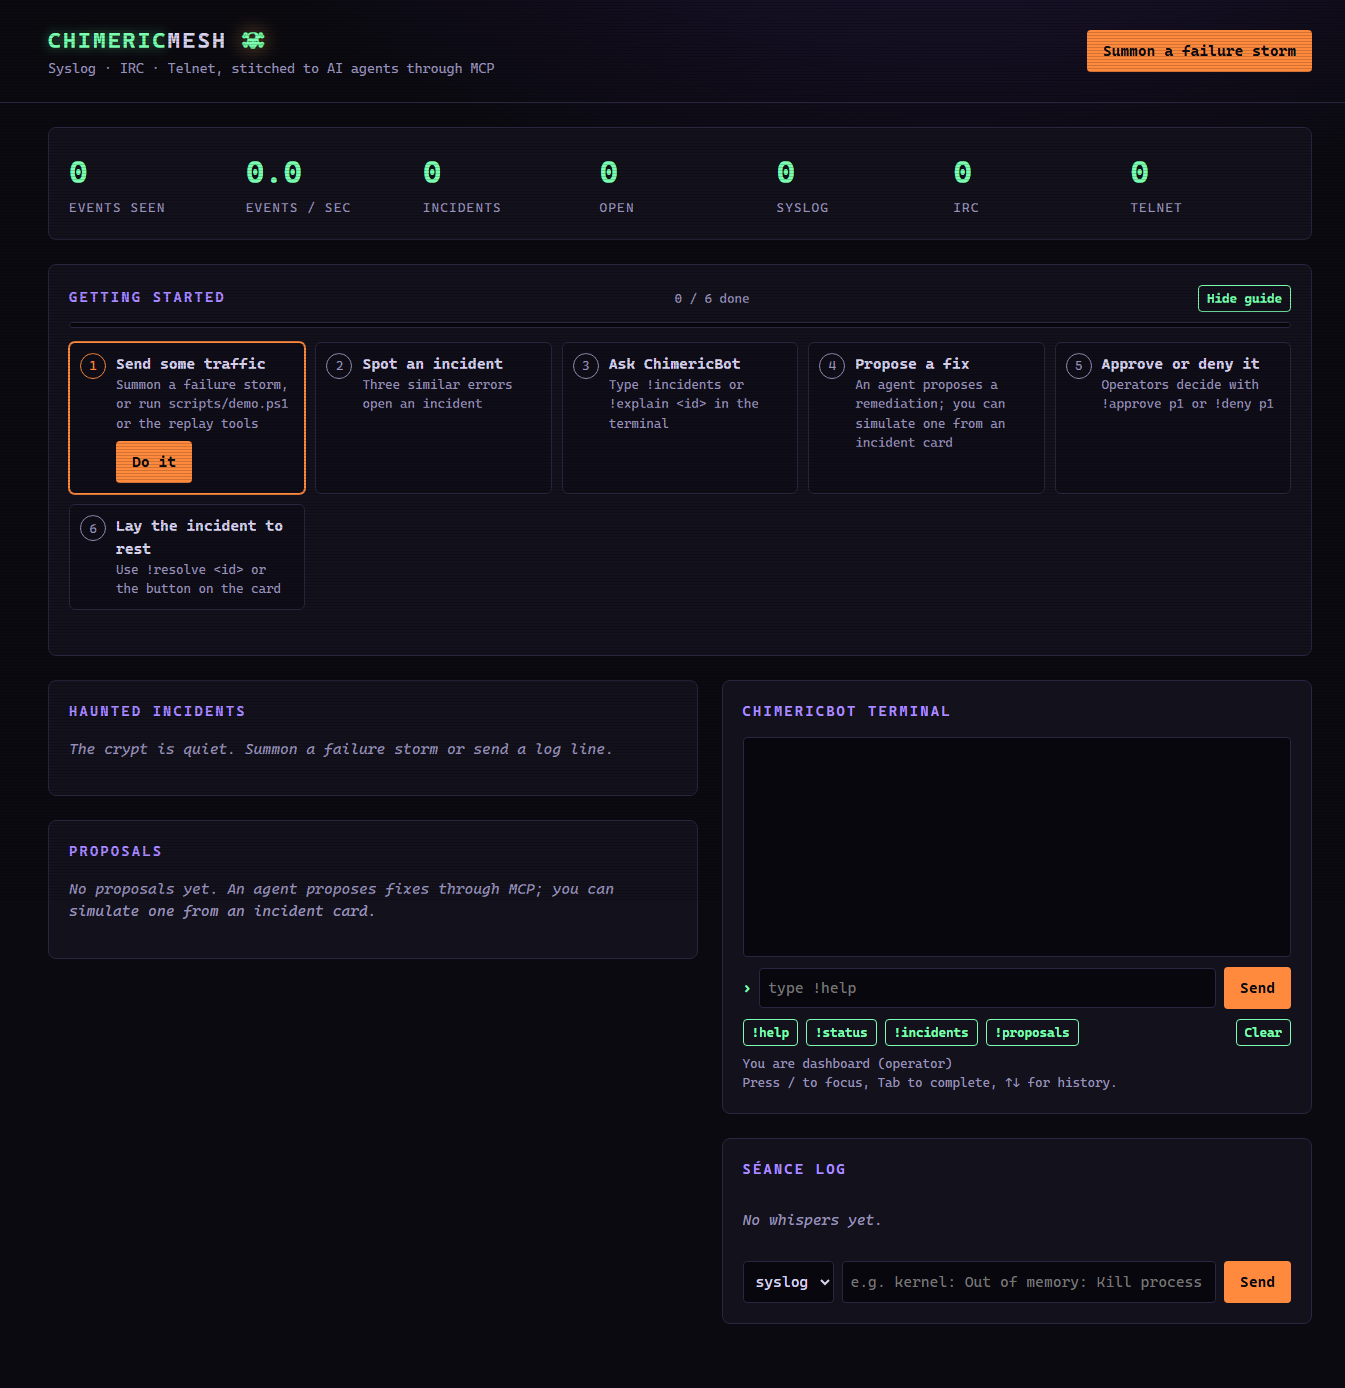 CHIMERICMESH ☠
Syslog · IRC · Telnet, stitched to AI agents through MCP
Summon a failure storm
0
EVENTS SEEN
0.0
EVENTS / SEC
0
INCIDENTS
0
OPEN
0
SYSLOG
0
IRC
0
TELNET
GETTING STARTED
0 / 6 done
Hide guide
1
Send some traffic
Summon a failure storm,
or run scripts/demo.ps1
or the replay tools
Do it
2
Spot an incident
Three similar errors
open an incident
3
Ask ChimericBot
Type !incidents or
!explain <id> in the
terminal
4
Propose a fix
An agent proposes a
remediation; you can
simulate one from an
incident card
5
Approve or deny it
Operators decide with
!approve p1 or !deny p1
6
Lay the incident to
rest
Use !resolve <id> or
the button on the card
HAUNTED INCIDENTS
The crypt is quiet. Summon a failure storm or send a log line.
PROPOSALS
No proposals yet. An agent proposes fixes through MCP; you can
simulate one from an incident card.
CHIMERICBOT TERMINAL
› type !help
Send
!help !status !incidents !proposals
Clear
You are dashboard (operator)
Press / to focus, Tab to complete, ↑↓ for history.
SÉANCE LOG
No whispers yet.
syslog
e.g. kernel: Out of memory: Kill process
Send